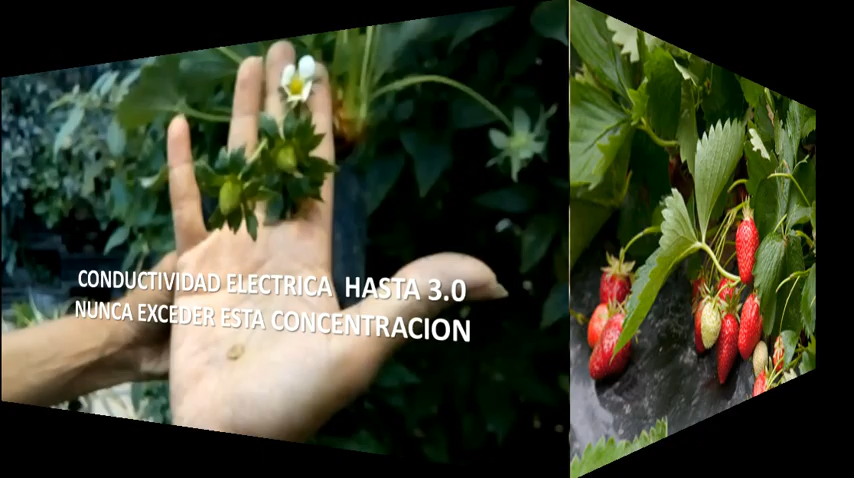 CONDUCTIVIDAD ELECTRICA HASTA 3.0
NUNCA EXCEDER ESTA CONCENTRACION